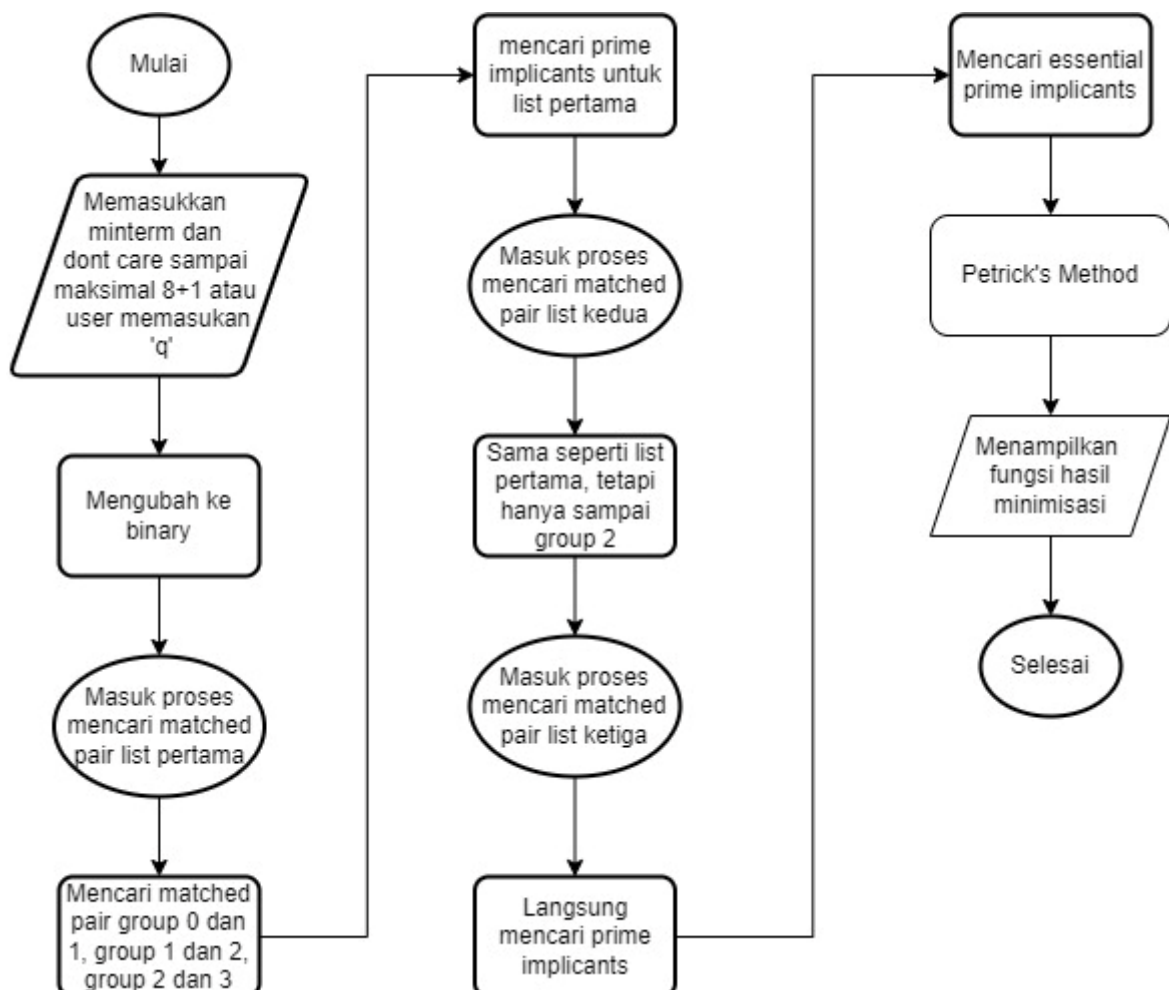 Mulai
Memasukkan
minterm dan
dont care sampai
maksimal 8+1 atau
user memasukan
'q'
Mengubah ke
binary
Masuk proses
mencari matched
pair list pertama
Mencari matched
pair group 0 dan
1, group 1 dan 2,
group 2 dan 3
mencari prime
implicants untuk
list pertama
Masuk proses
mencari matched
pair list kedua
Sama seperti list
pertama, tetapi
hanya sampai
group 2
Masuk proses
mencari matched
pair list ketiga
Langsung
mencari prime
implicants
Mencari essential
prime implicants
Petrick's Method
Menampilkan
fungsi hasil
minimisasi
Selesai